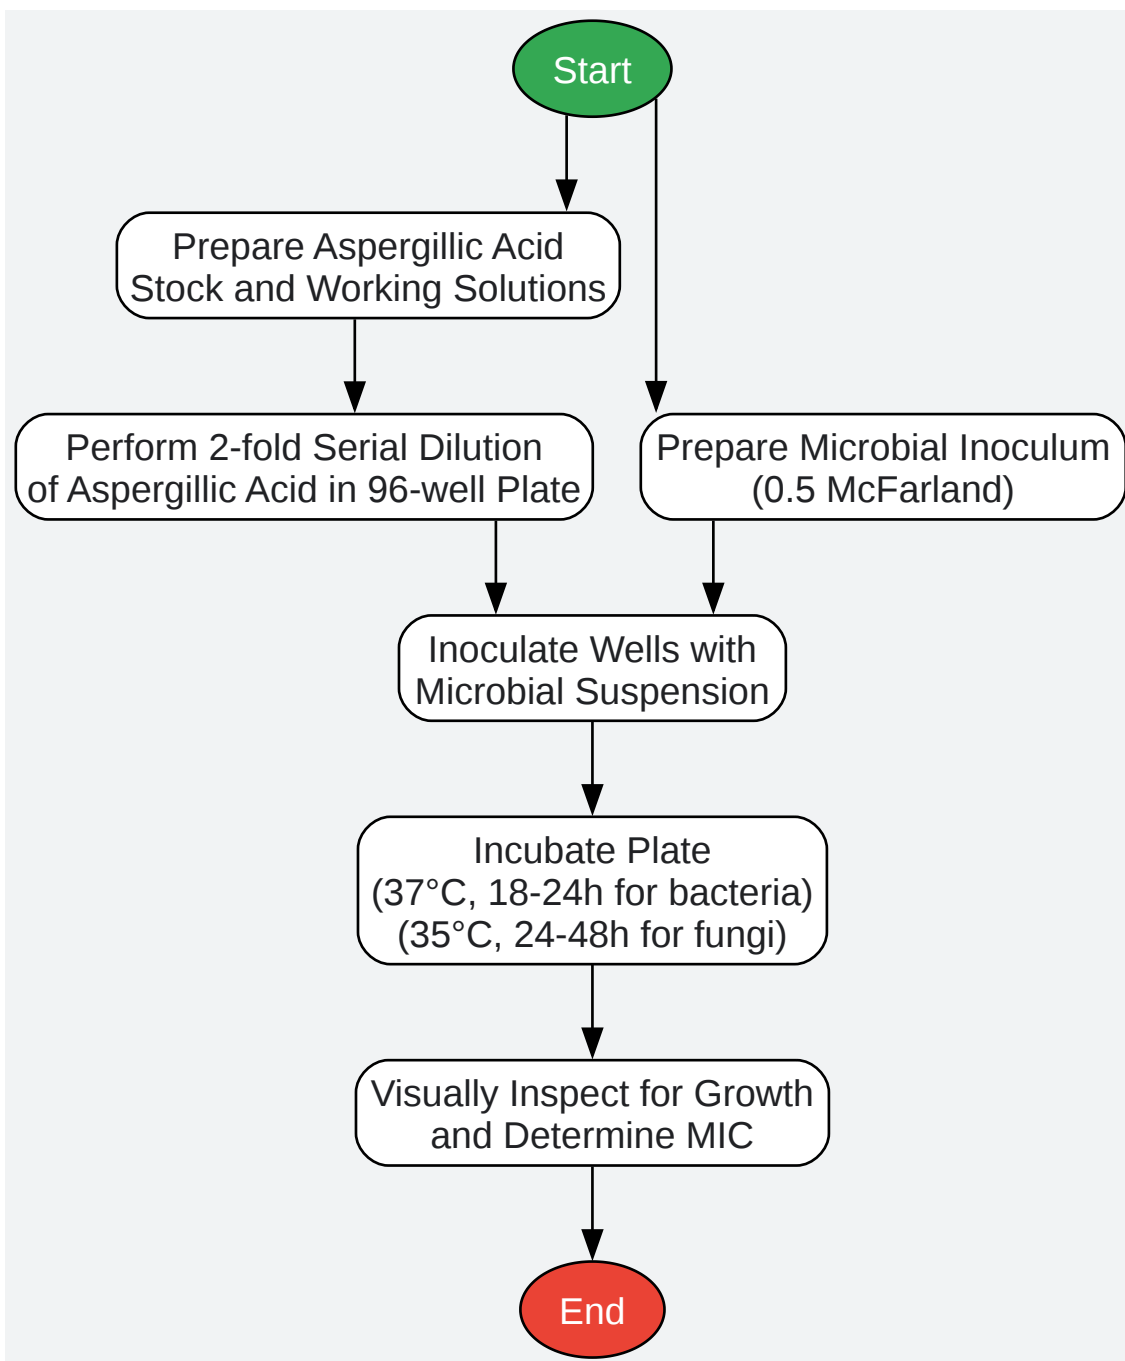 Start
Prepare Aspergillic Acid
Stock and Working Solutions
Perform 2-fold Serial Dilution
of Aspergillic Acid in 96-well Plate
Prepare Microbial Inoculum
(0.5 McFarland)
Inoculate Wells with
Microbial Suspension
Incubate Plate
(37°C, 18-24h for bacteria)
(35°C, 24-48h for fungi)
Visually Inspect for Growth
and Determine MIC
End